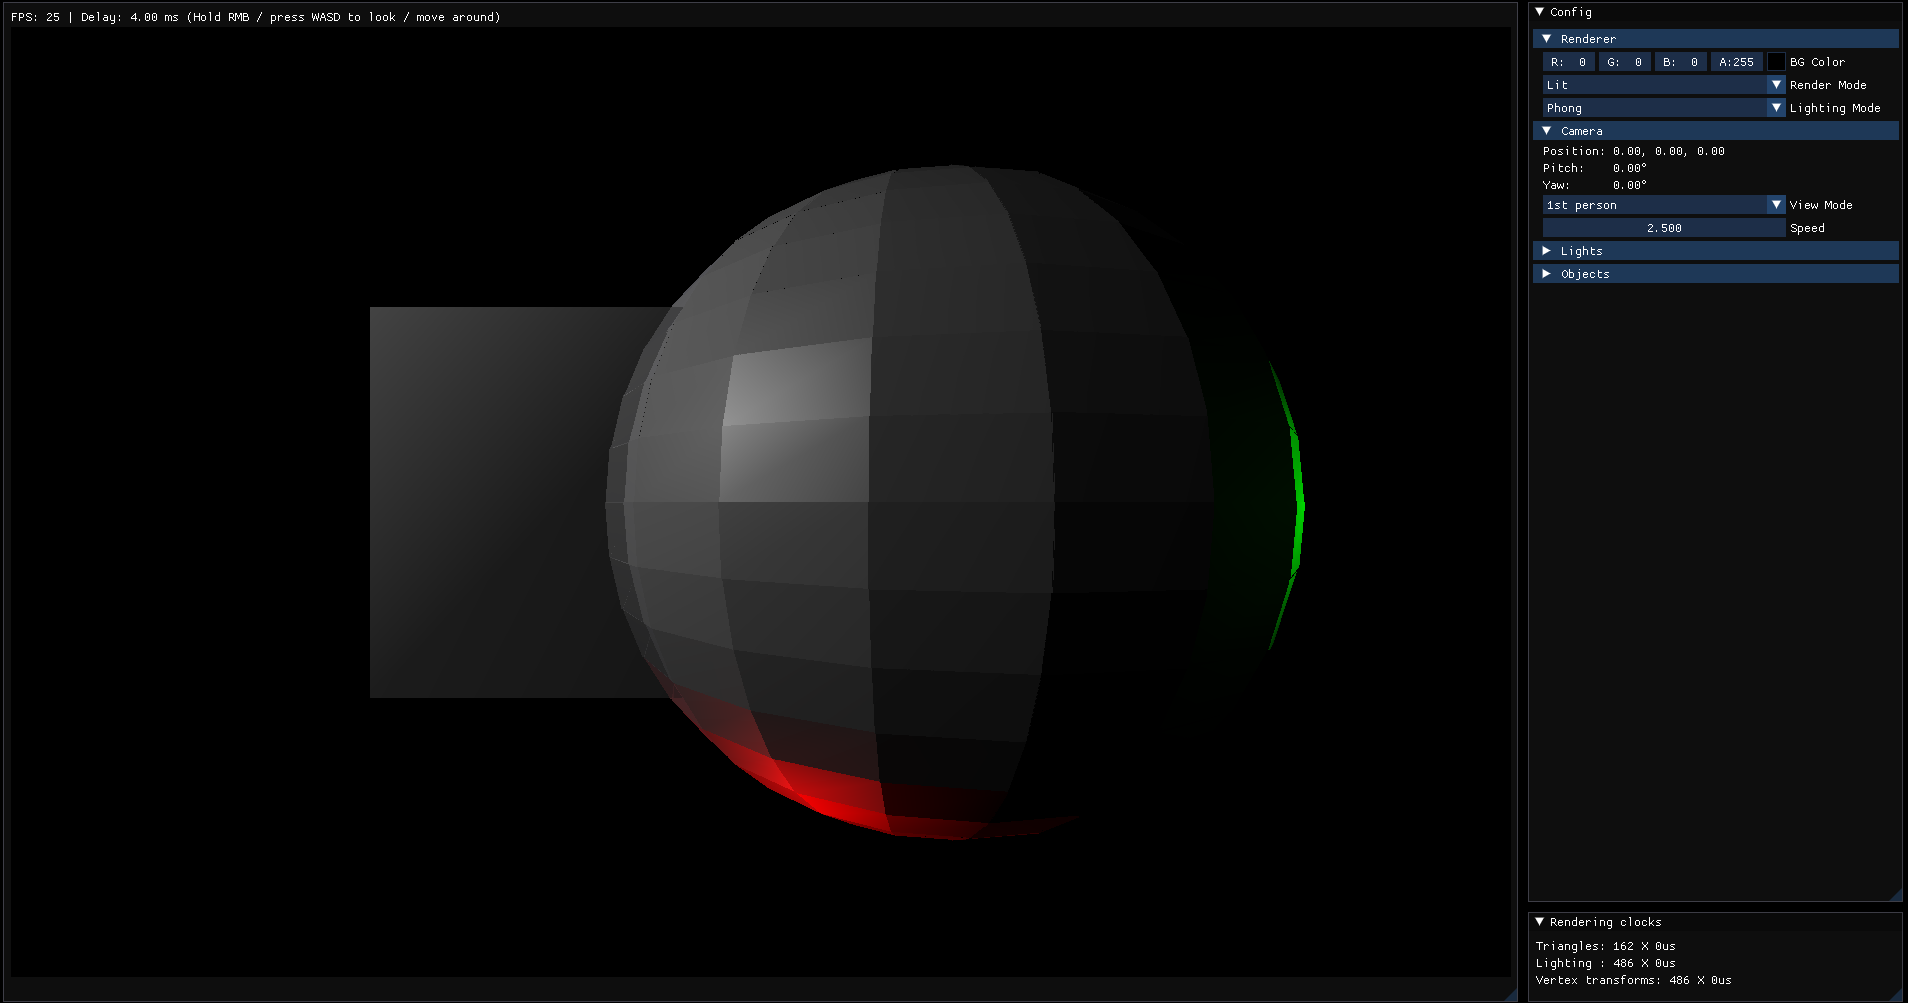 FPS: 25 | Delay: 4.00 ms (Hold RMB / press WASD to look / move around)
Config
Renderer
R: 0 G: 0 B: 0 A:255 BG Color
Lit Render Mode
Phong Lighting Mode
Camera
Position: 0.00, 0.00, 0.00
Pitch: 0.00°
Yaw: 0.00°
1st person View Mode
2.500 Speed
Lights
Objects
Rendering clocks
Triangles: 162 X 0us
Lighting : 486 X 0us
Vertex transforms: 486 X 0us